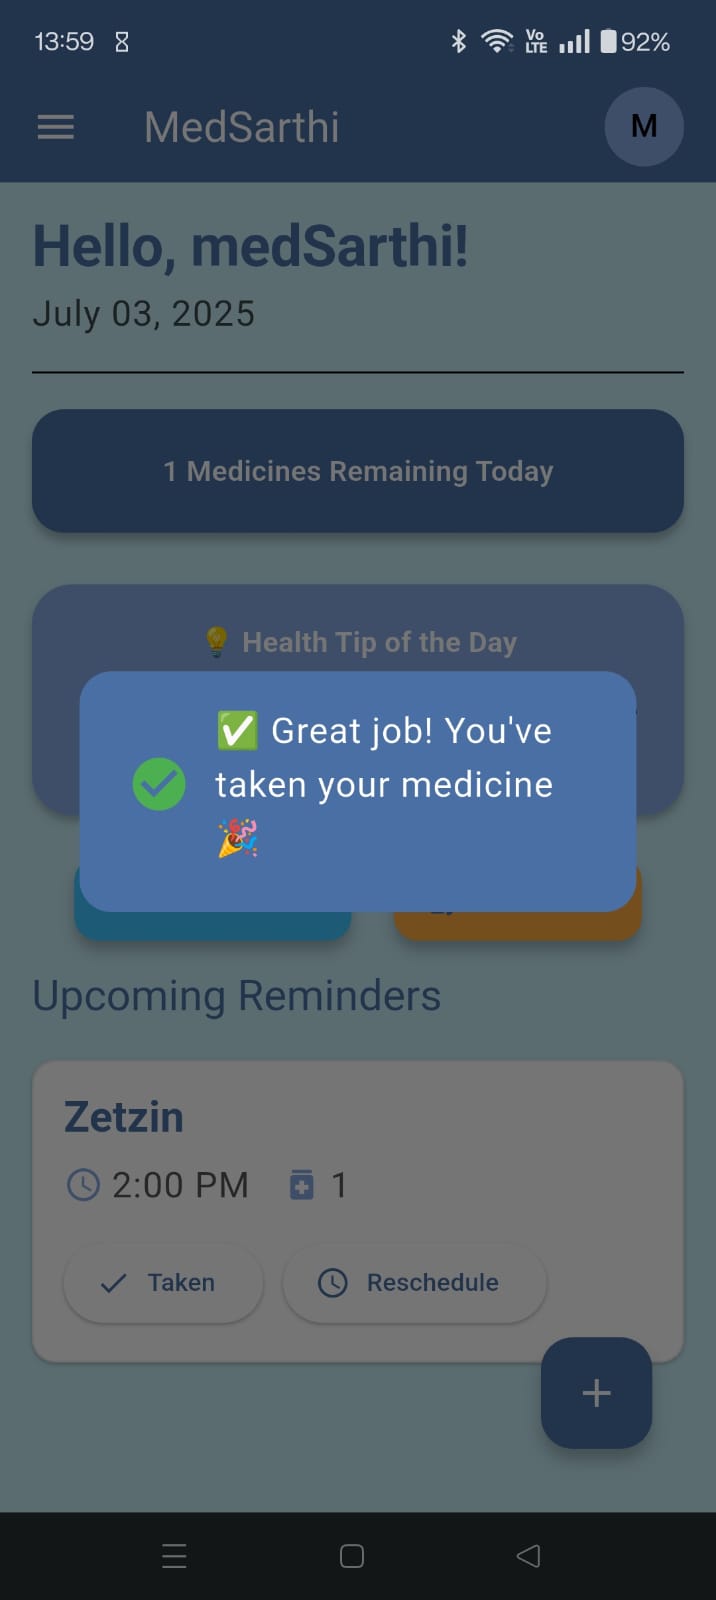 13:59 Vo LTE 92%
MedSarthi M
Hello, medSarthi!
July 03, 2025
1 Medicines Remaining Today
💡 Health Tip of the Day
✅ Great job! You've
taken your medicine
🎉
Upcoming Reminders
Zetzin
2:00 PM 1
Taken Reschedule